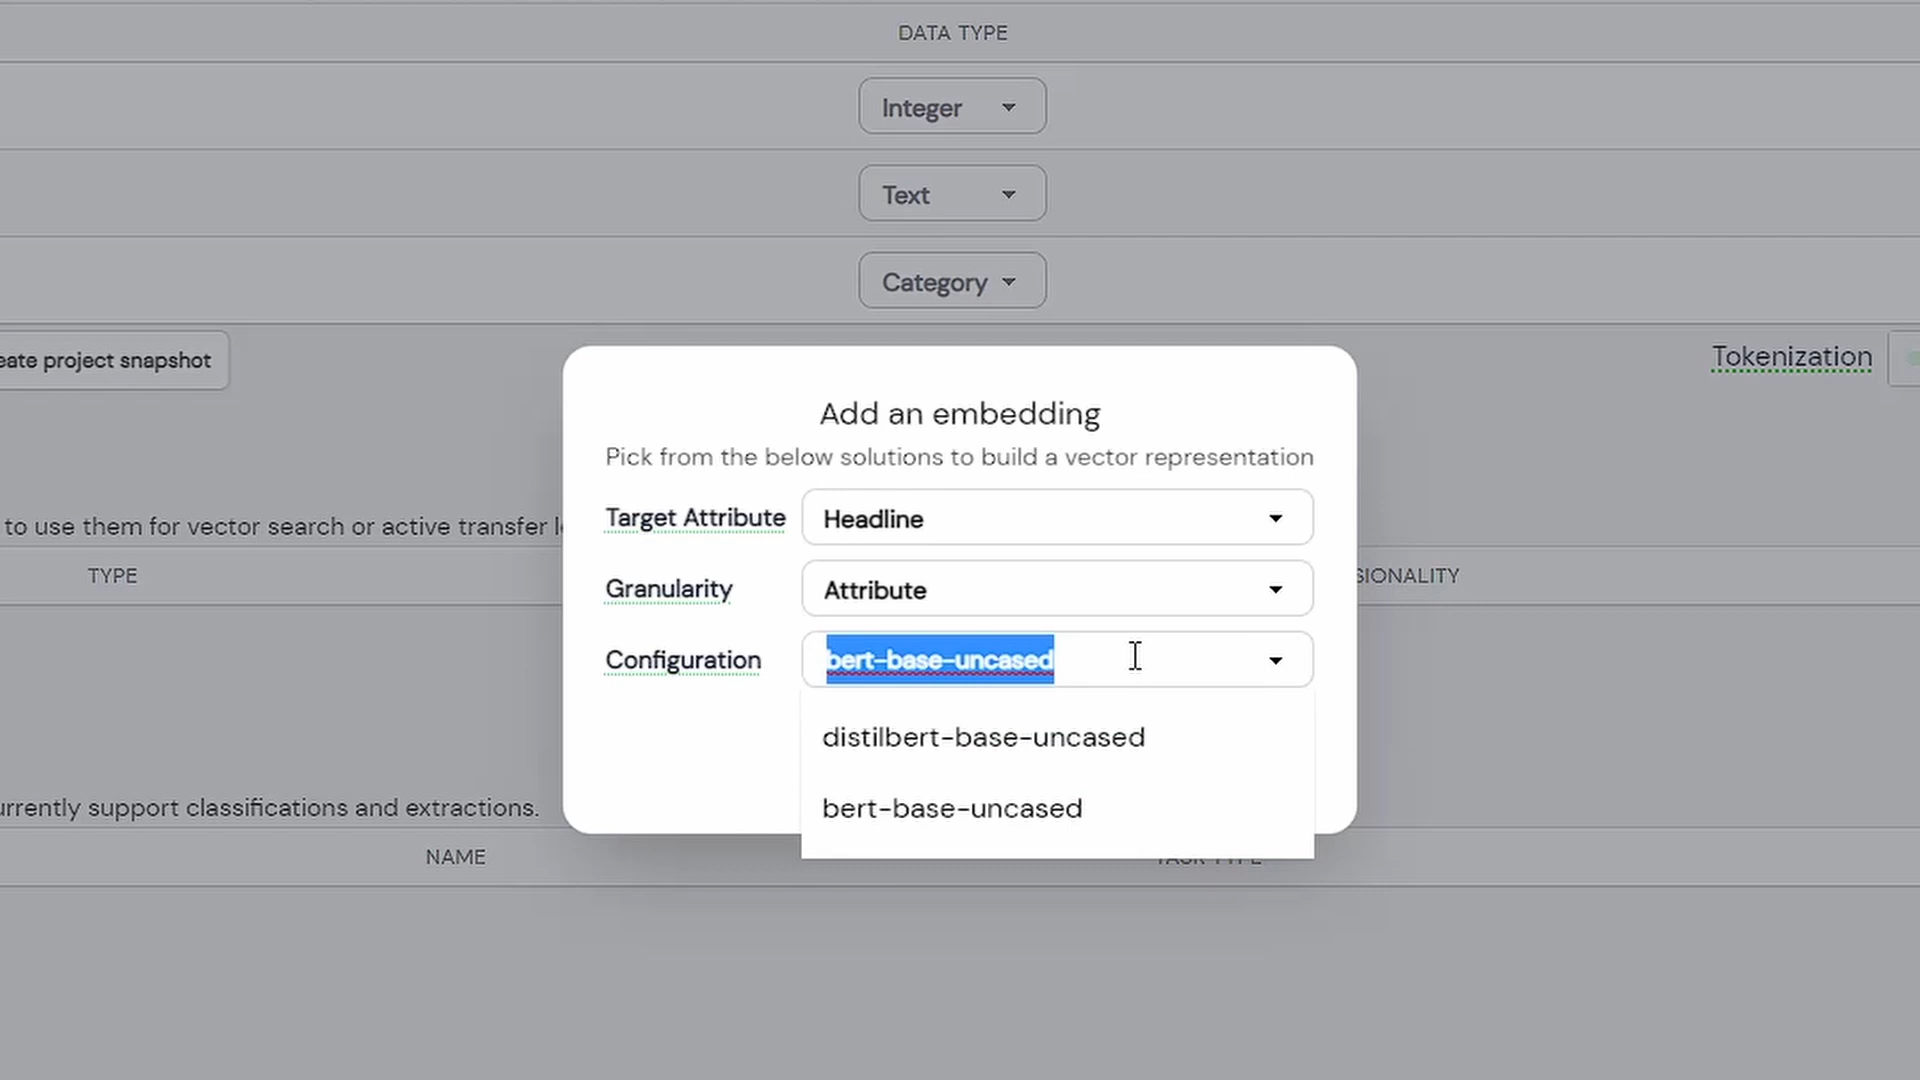 DATA TYPE
Integer
Text
Category
eate project snapshot
Tokenization
Add an embedding
Pick from the below solutions to build a vector representation
Target Attribute Headline
to use them for vector search or active transfer l
Granularity Attribute
TYPE
SIONALITY
Configuration bert-base-uncased
distilbert-base-uncased
bert-base-uncased
urrently support classifications and extractions.
NAME
TASK TYPE